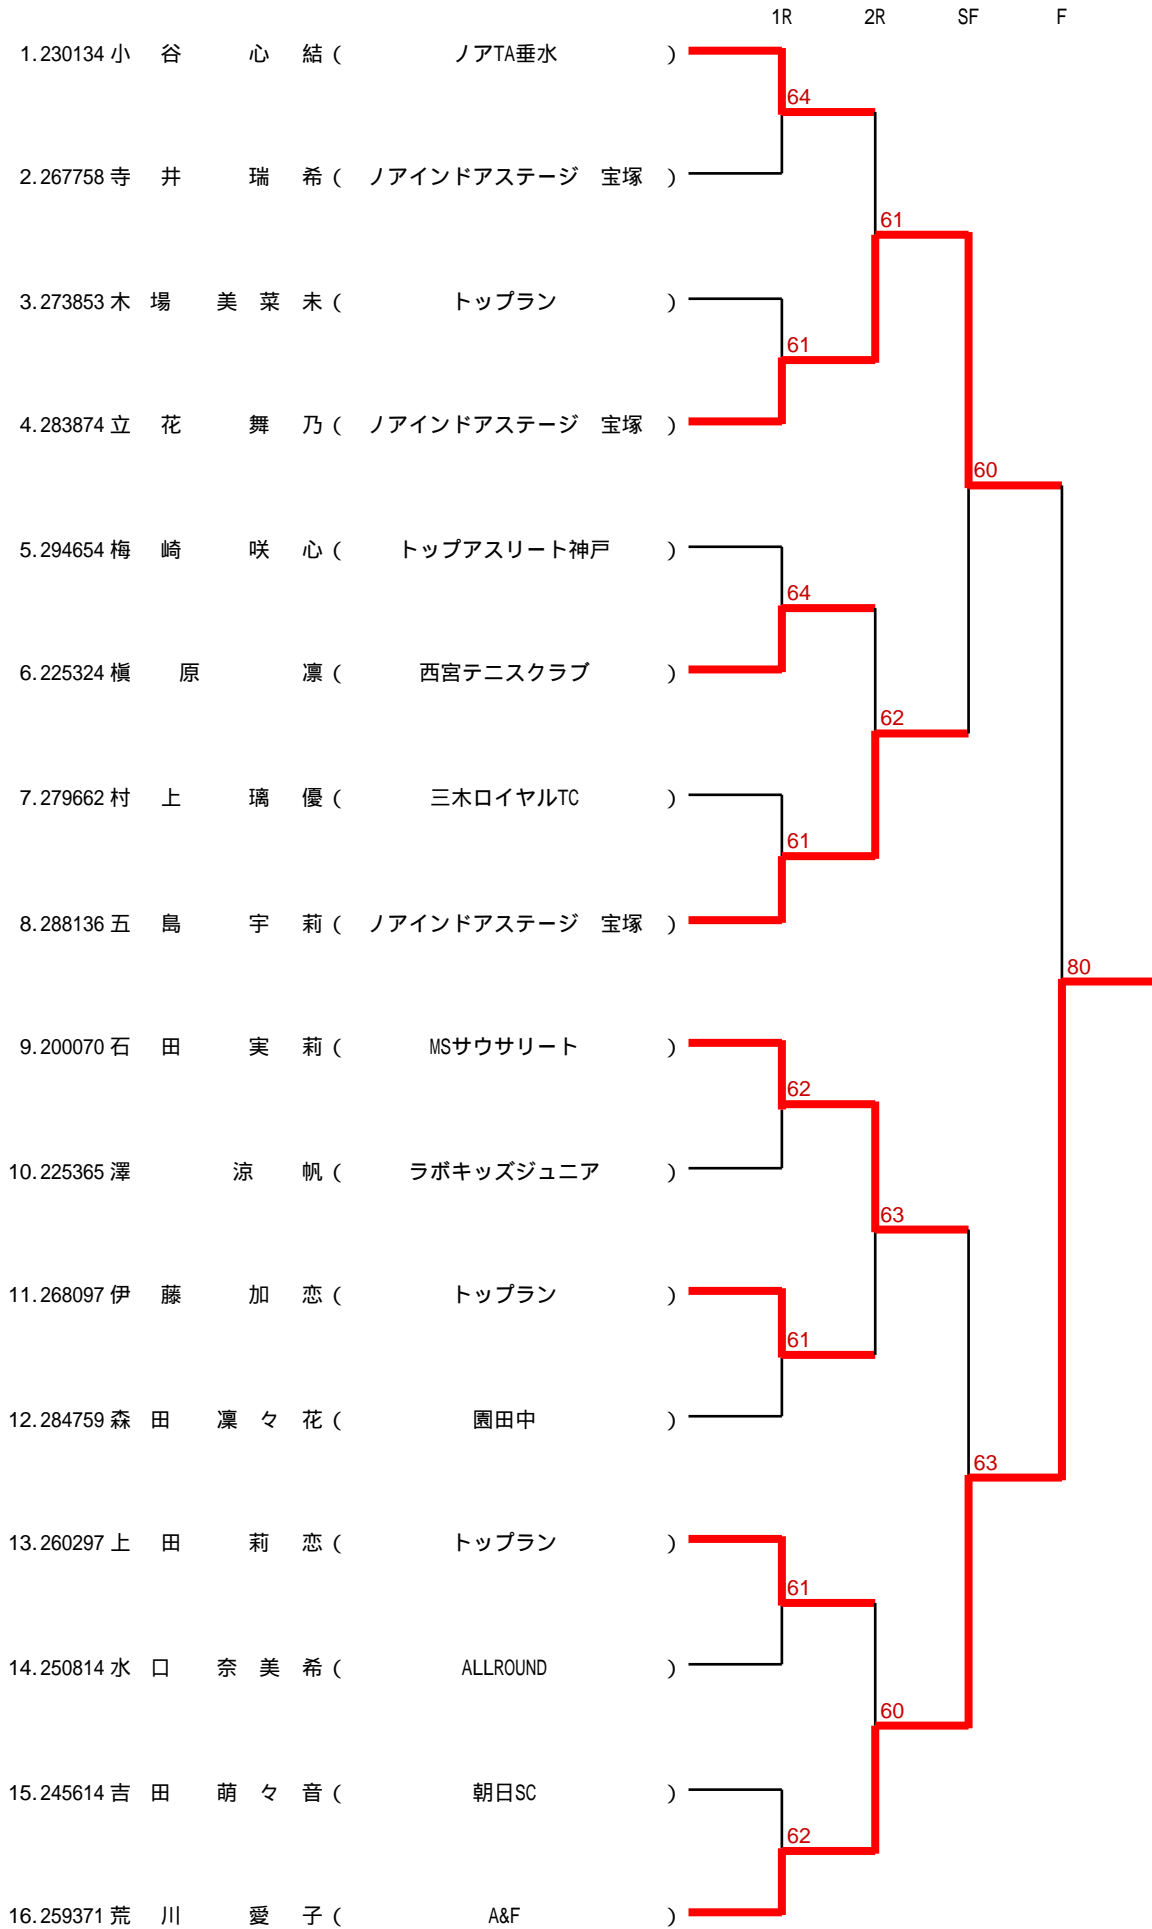 1R 2R SF F
1.230134 小谷 心結 ( ノアTA垂水 )
64
2.267758 寺井 瑞希 ( ノアインドアステージ 宝塚 )
61
3.273853 木場 美菜未 ( トップラン )
61
4.283874 立花 舞乃 ( ノアインドアステージ 宝塚 )
60
5.294654 梅崎 咲心 ( トップアスリート神戸 )
64
6.225324 槇原 凛 ( 西宮テニスクラブ )
62
7.279662 村上 璃優 ( 三木ロイヤルTC )
61
8.288136 五島 宇莉 ( ノアインドアステージ 宝塚 )
80
9.200070 石田 実莉 ( MSサウサリート )
62
10.225365 澤 涼帆 ( ラボキッズジュニア )
63
11.268097 伊藤 加恋 ( トップラン )
61
12.284759 森田 凜々花 ( 園田中 )
63
13.260297 上田 莉恋 ( トップラン )
61
14.250814 水口 奈美希 ( ALLROUND )
60
15.245614 吉田 萌々音 ( 朝日SC )
62
16.259371 荒川 愛子 ( A&F )